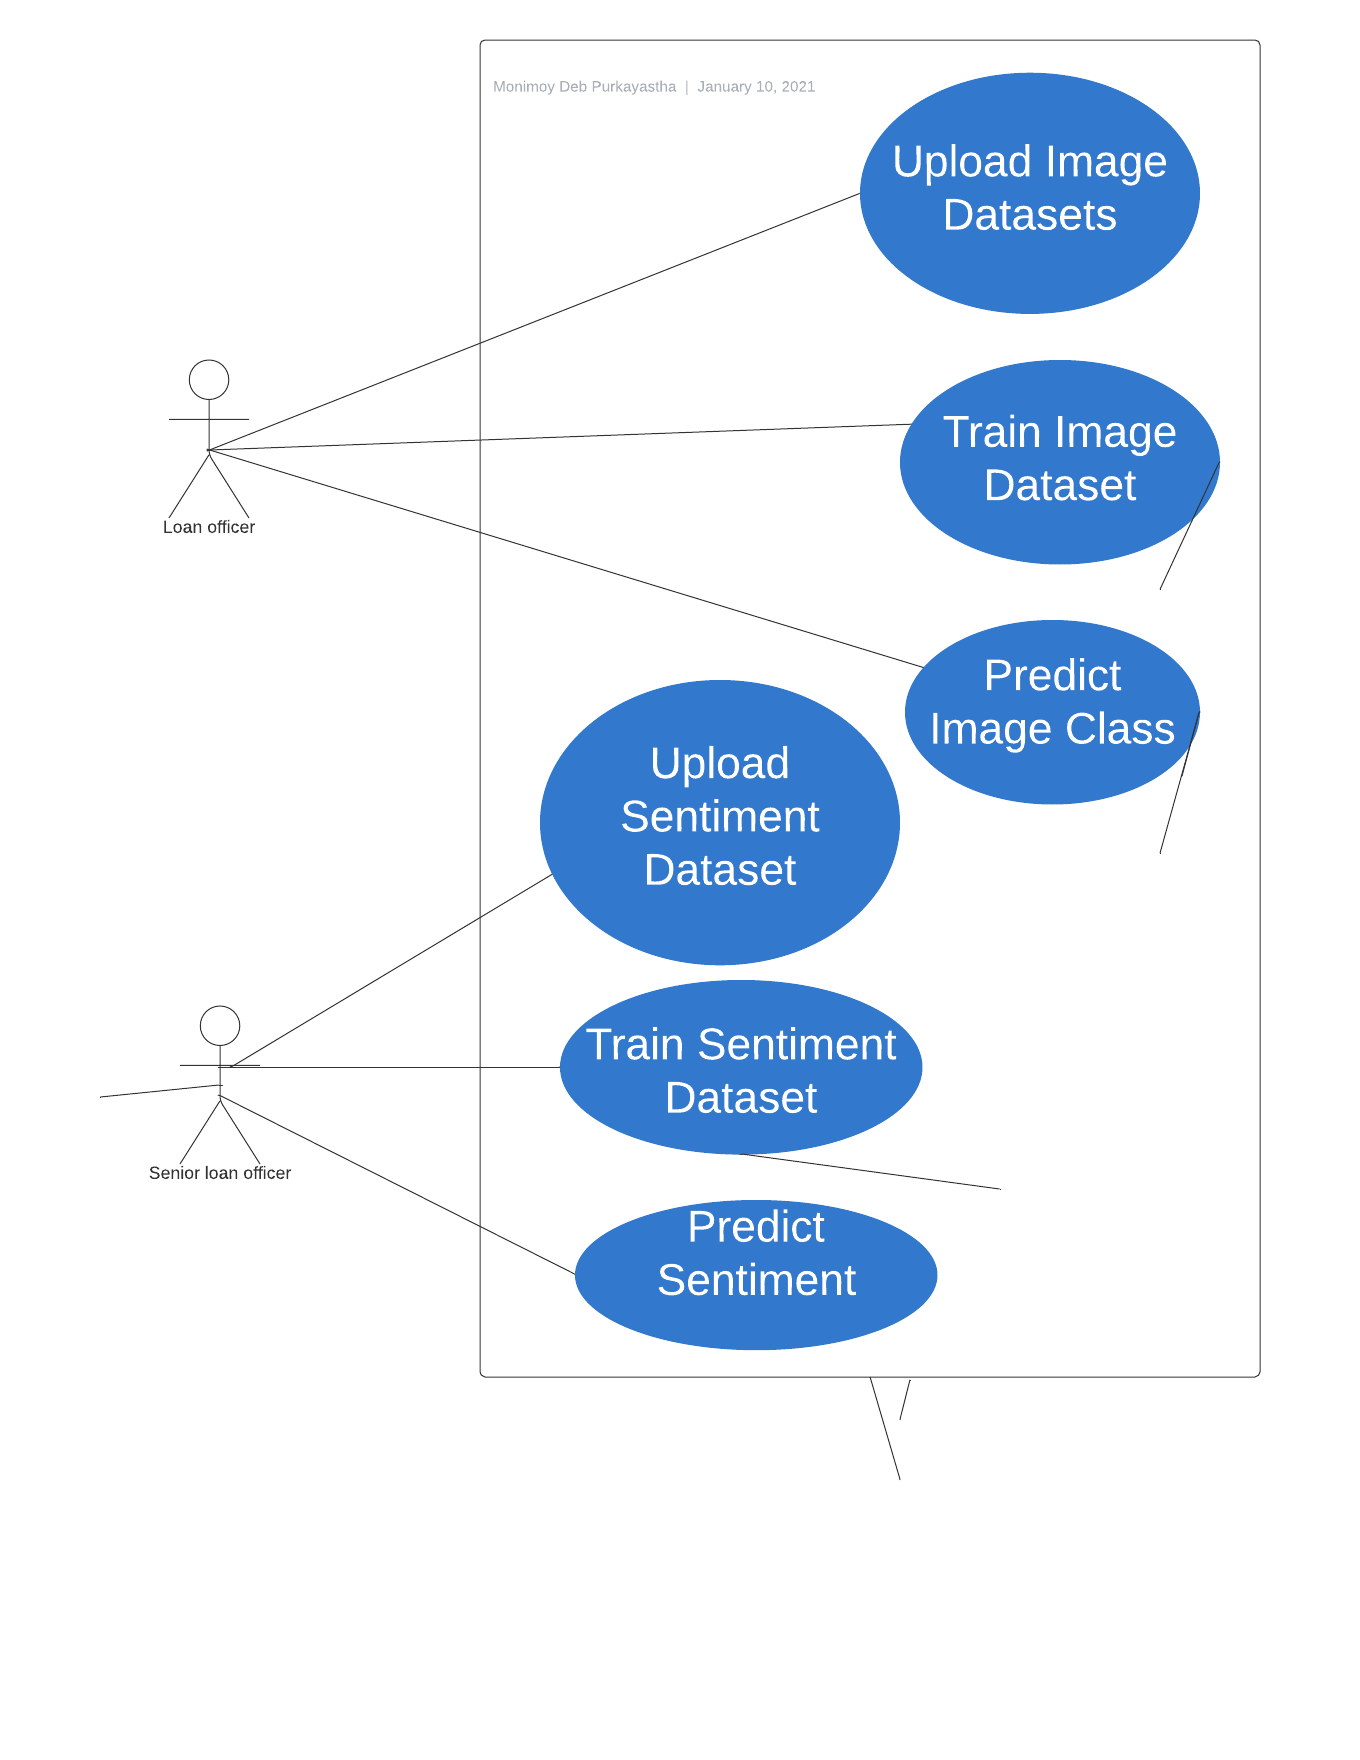 Monimoy Deb Purkayastha | January 10, 2021
Upload Image
Datasets
Train Image
Dataset
Loan officer
Predict
Image Class
Upload
Sentiment
Dataset
Train Sentiment
Dataset
Senior loan officer
Predict
Sentiment